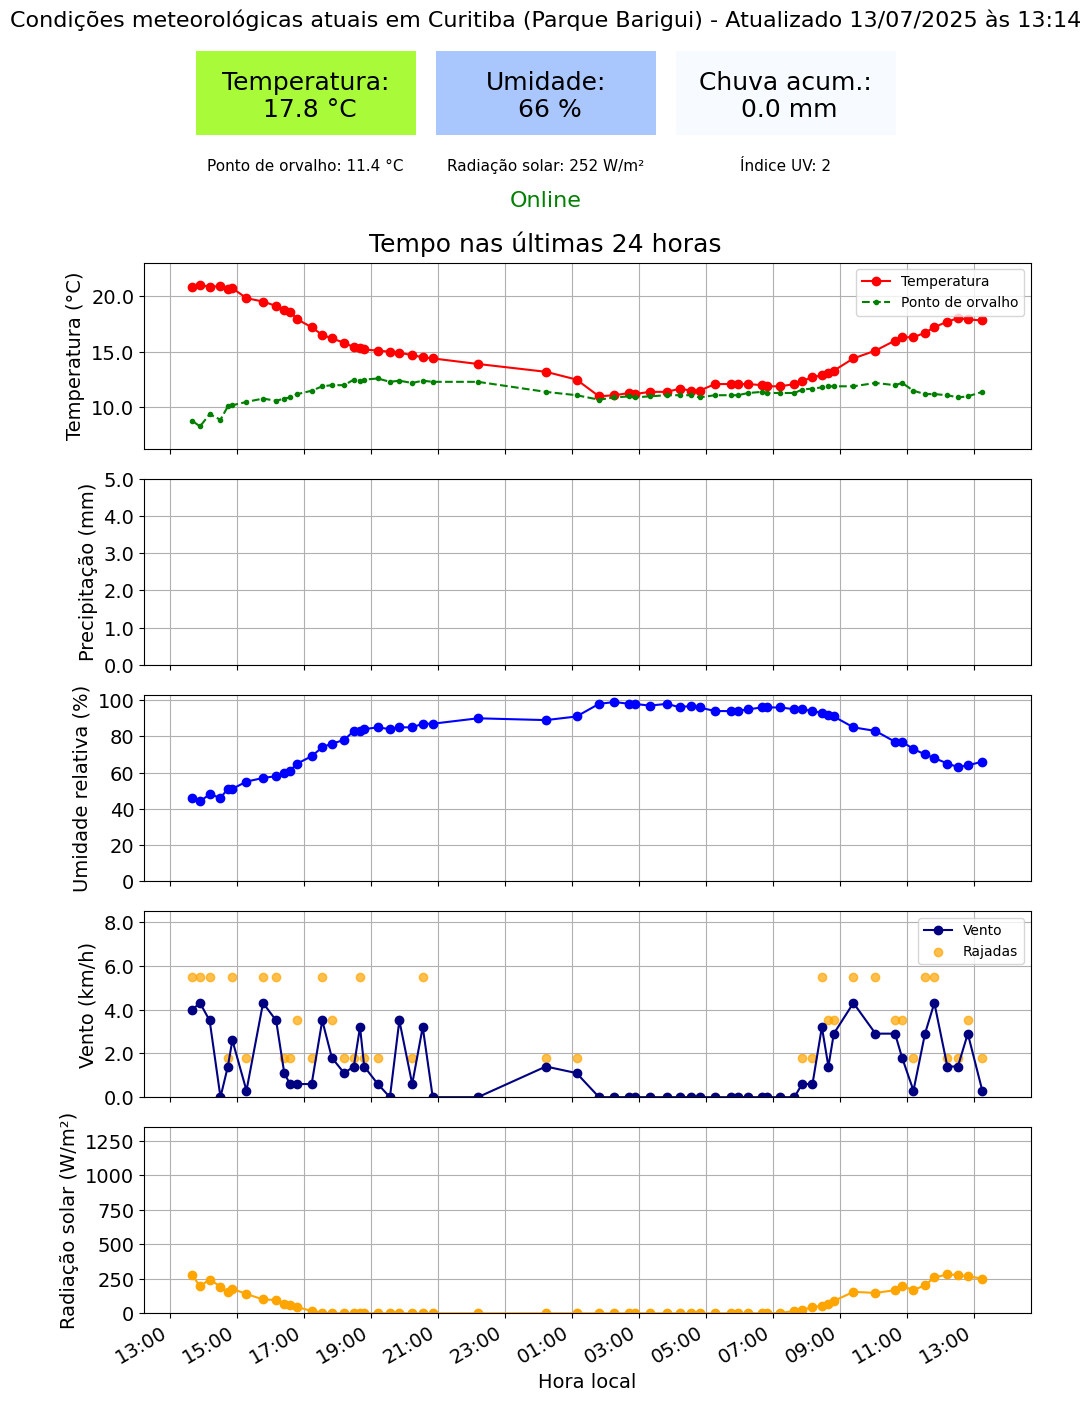 Condições meteorológicas atuais em Curitiba (Parque Barigui) - Atualizado 13/07/2025 às 13:14
Temperatura:
17.8 °C
Umidade:
66 %
Chuva acum.:
0.0 mm
Ponto de orvalho: 11.4 °C
Radiação solar: 252 W/m²
Índice UV: 2
Online
Tempo nas últimas 24 horas
Temperatura (°C)
20.0
15.0
10.0
Temperatura
Ponto de orvalho
Precipitação (mm)
5.0
4.0
3.0
2.0
1.0
0.0
Umidade relativa (%)
100
80
60
40
20
0
Vento (km/h)
8.0
6.0
4.0
2.0
0.0
Vento
Rajadas
Radiação solar (W/m²)
1250
1000
750
500
250
0
13:00 15:00 17:00 19:00 21:00 23:00 01:00 03:00 05:00 07:00 09:00 11:00 13:00
Hora local